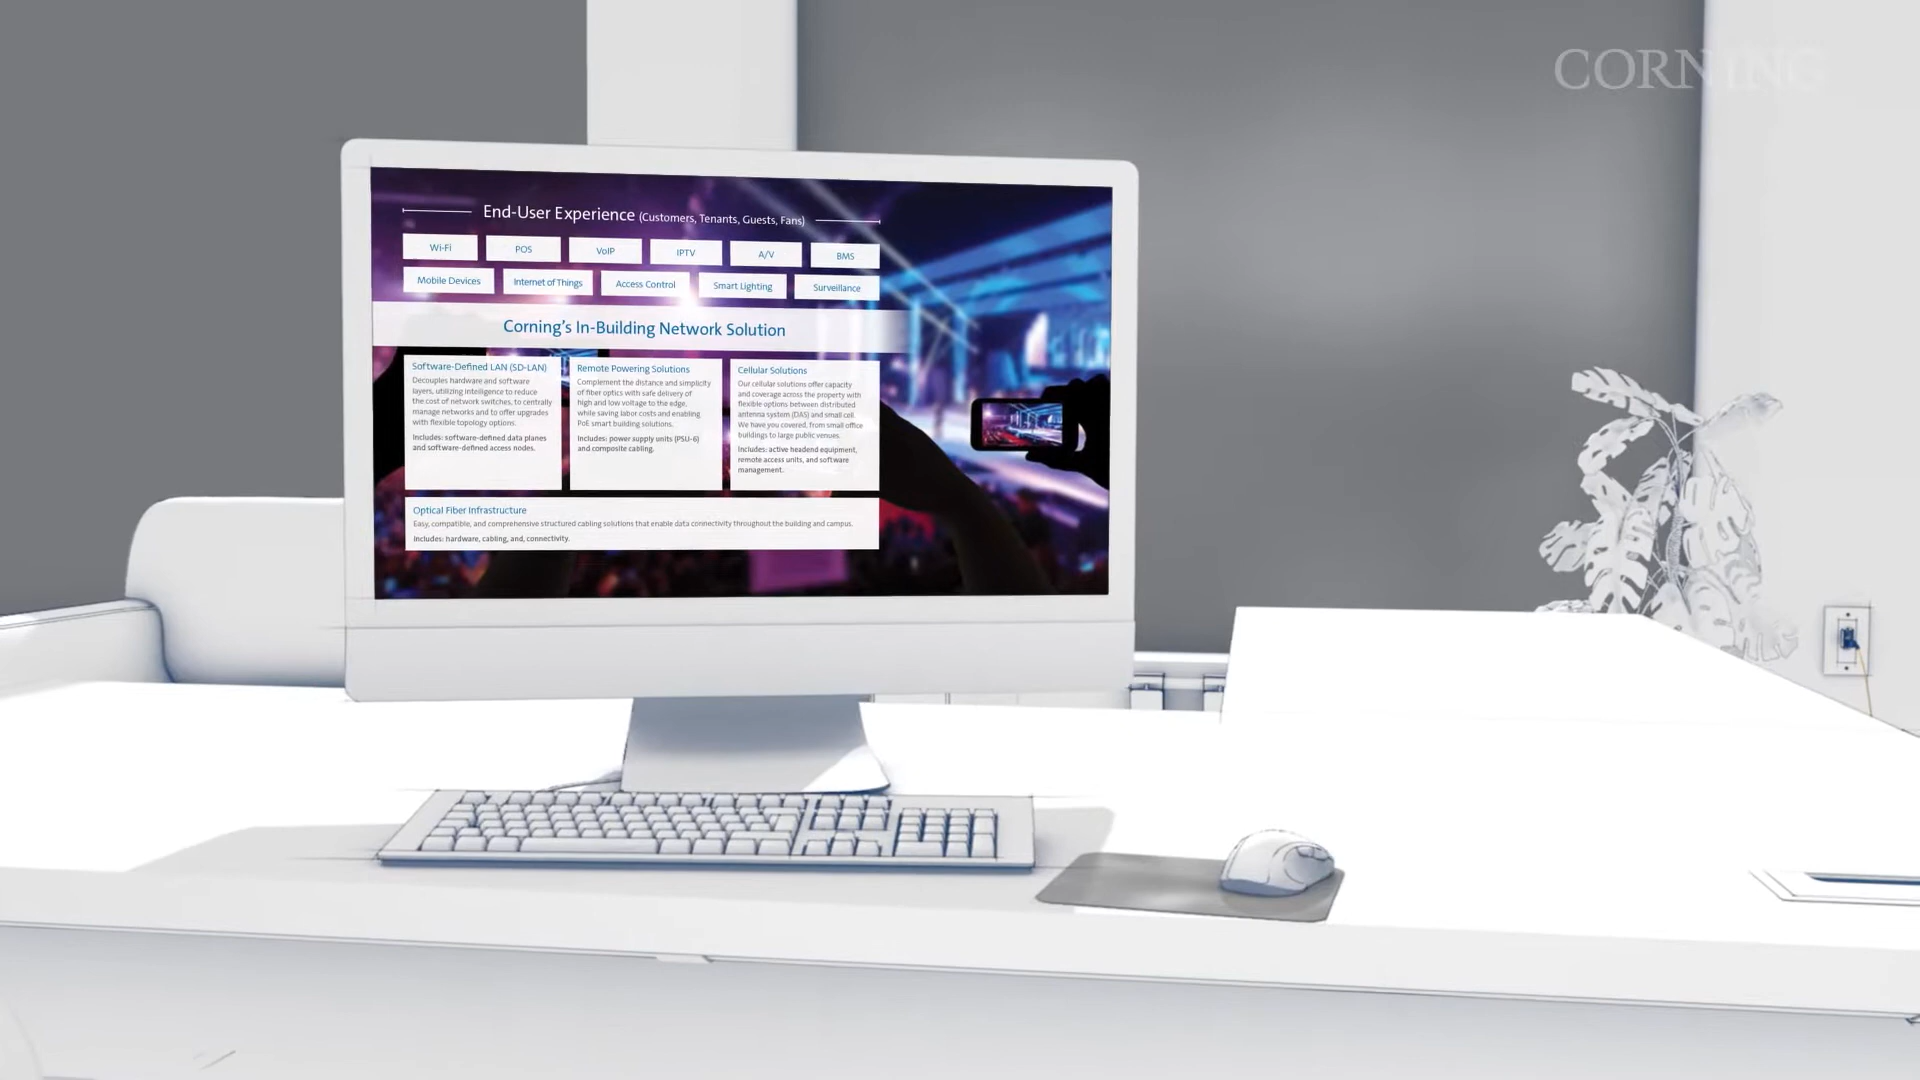 CORNING
End-User Experience (Customers, Tenants, Guests, Fans)
Wi-Fi POS VoIP IPTV A/V BMS
Mobile Devices Internet of Things Access Control Smart Lighting Surveillance
Corning's In-Building Network Solution
Software-Defined LAN (SD-LAN)
Decouples hardware and software
layers, utilizing intelligence to reduce
the cost of network switches, to centrally
manage networks and to offer upgrades
with flexible topology options.
Includes: software-defined data planes
and software-defined access nodes.
Remote Powering Solutions
Complement the distance and simplicity
of fiber optics with safe delivery of
high and low voltage to the edge,
while saving labor costs and enabling
PoE smart building solutions.
Includes: power supply units (PSU-6)
and composite cabling.
Cellular Solutions
Our cellular solutions offer capacity
and coverage across the property with
flexible options between distributed
antenna system (DAS) and small cell.
We have you covered, from small office
buildings to large public venues.
Includes: active headend equipment,
remote access units, and software
management.
Optical Fiber Infrastructure
Easy, compatible, and comprehensive structured cabling solutions that enable data connectivity throughout the building and campus.
Includes: hardware, cabling, and, connectivity.